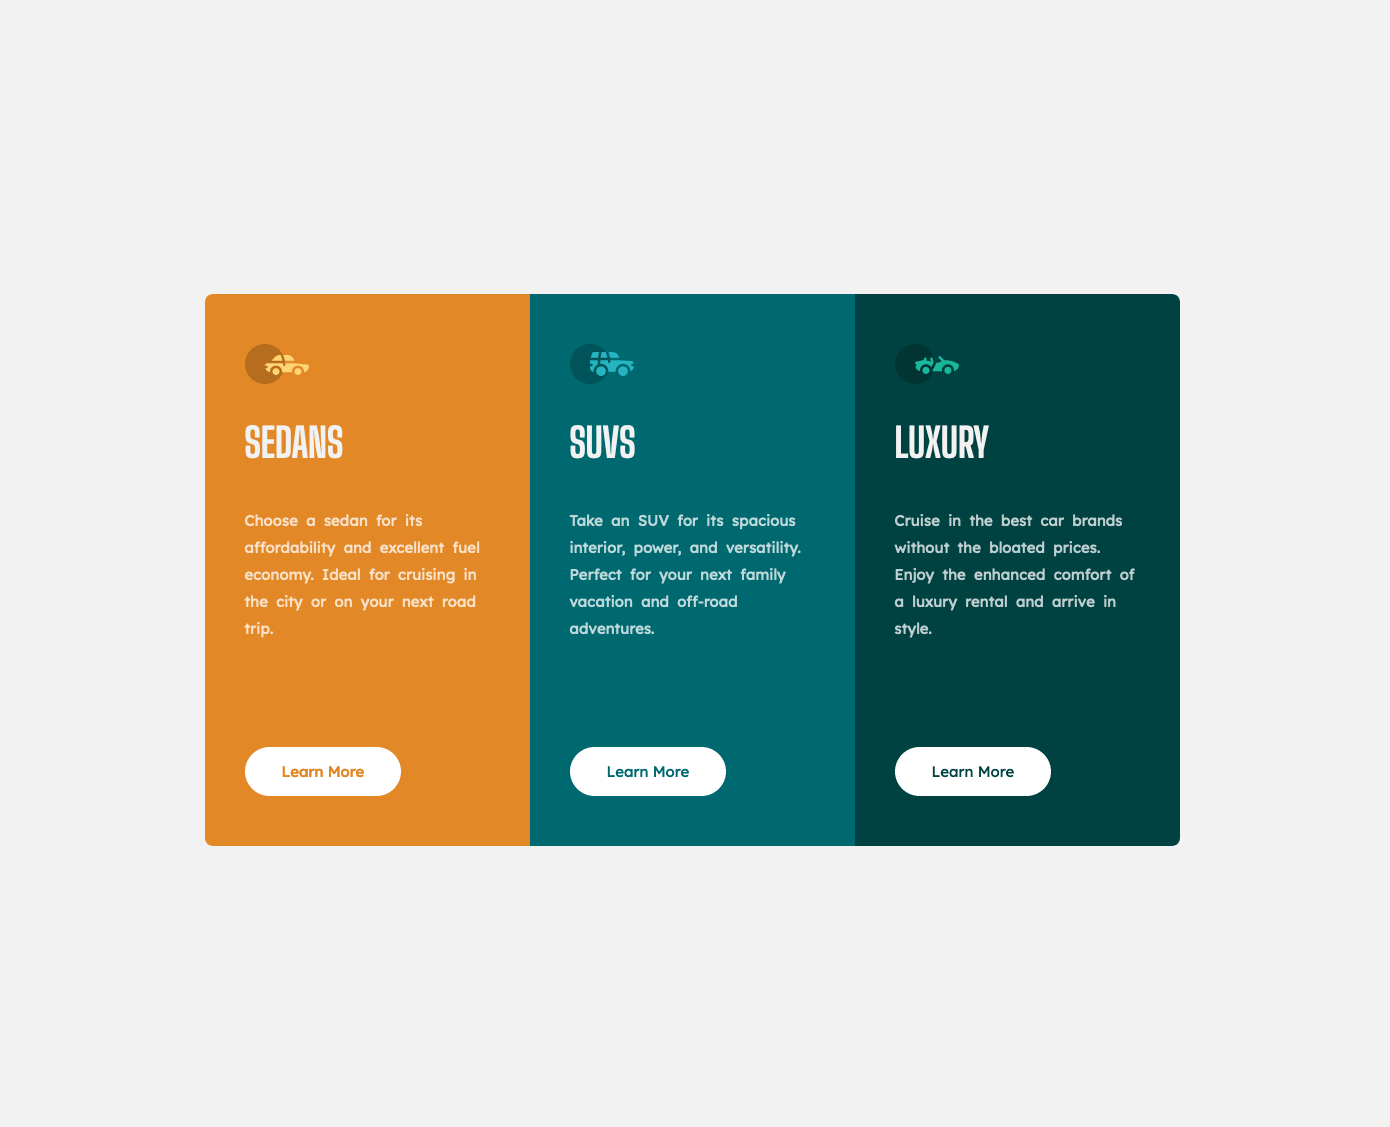 SEDANS
Choose a sedan for its
affordability and excellent fuel
economy. Ideal for cruising in
the city or on your next road
trip.
Learn More
SUVS
Take an SUV for its spacious
interior, power, and versatility.
Perfect for your next family
vacation and off-road
adventures.
Learn More
LUXURY
Cruise in the best car brands
without the bloated prices.
Enjoy the enhanced comfort of
a luxury rental and arrive in
style.
Learn More